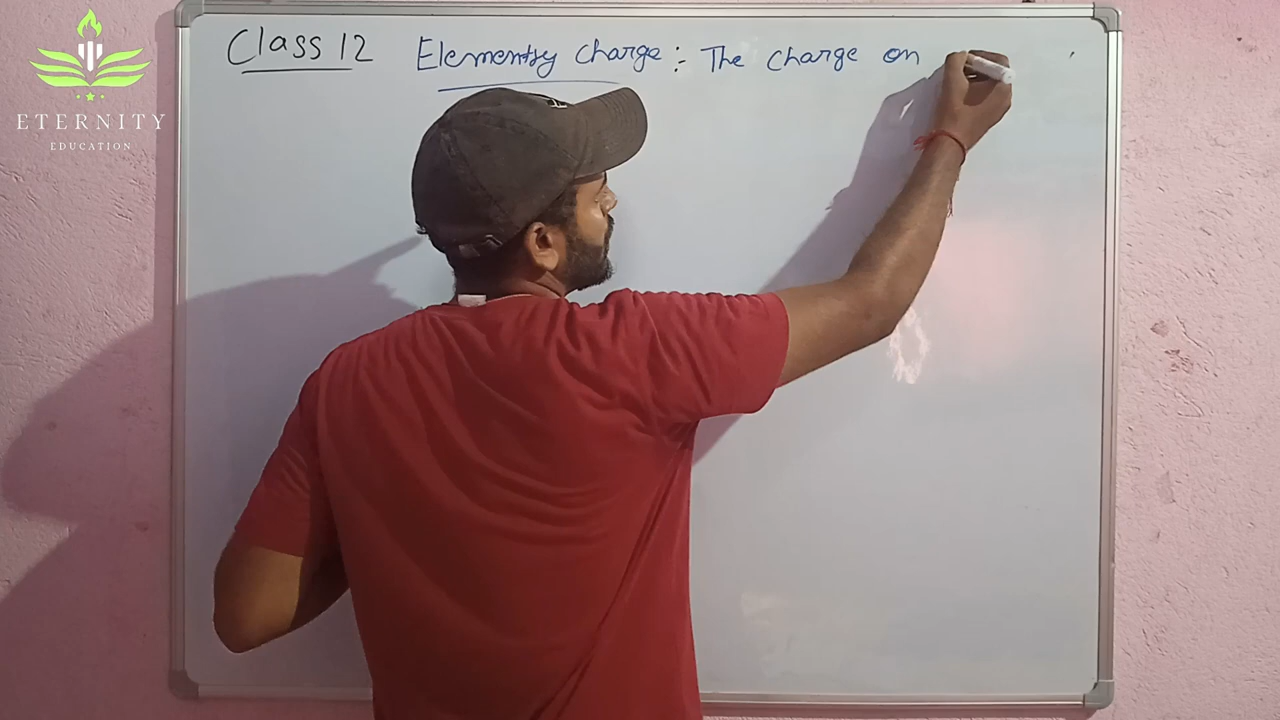 ETERNITY
EDUCATION
Class 12 Elementry charge :- The charge on